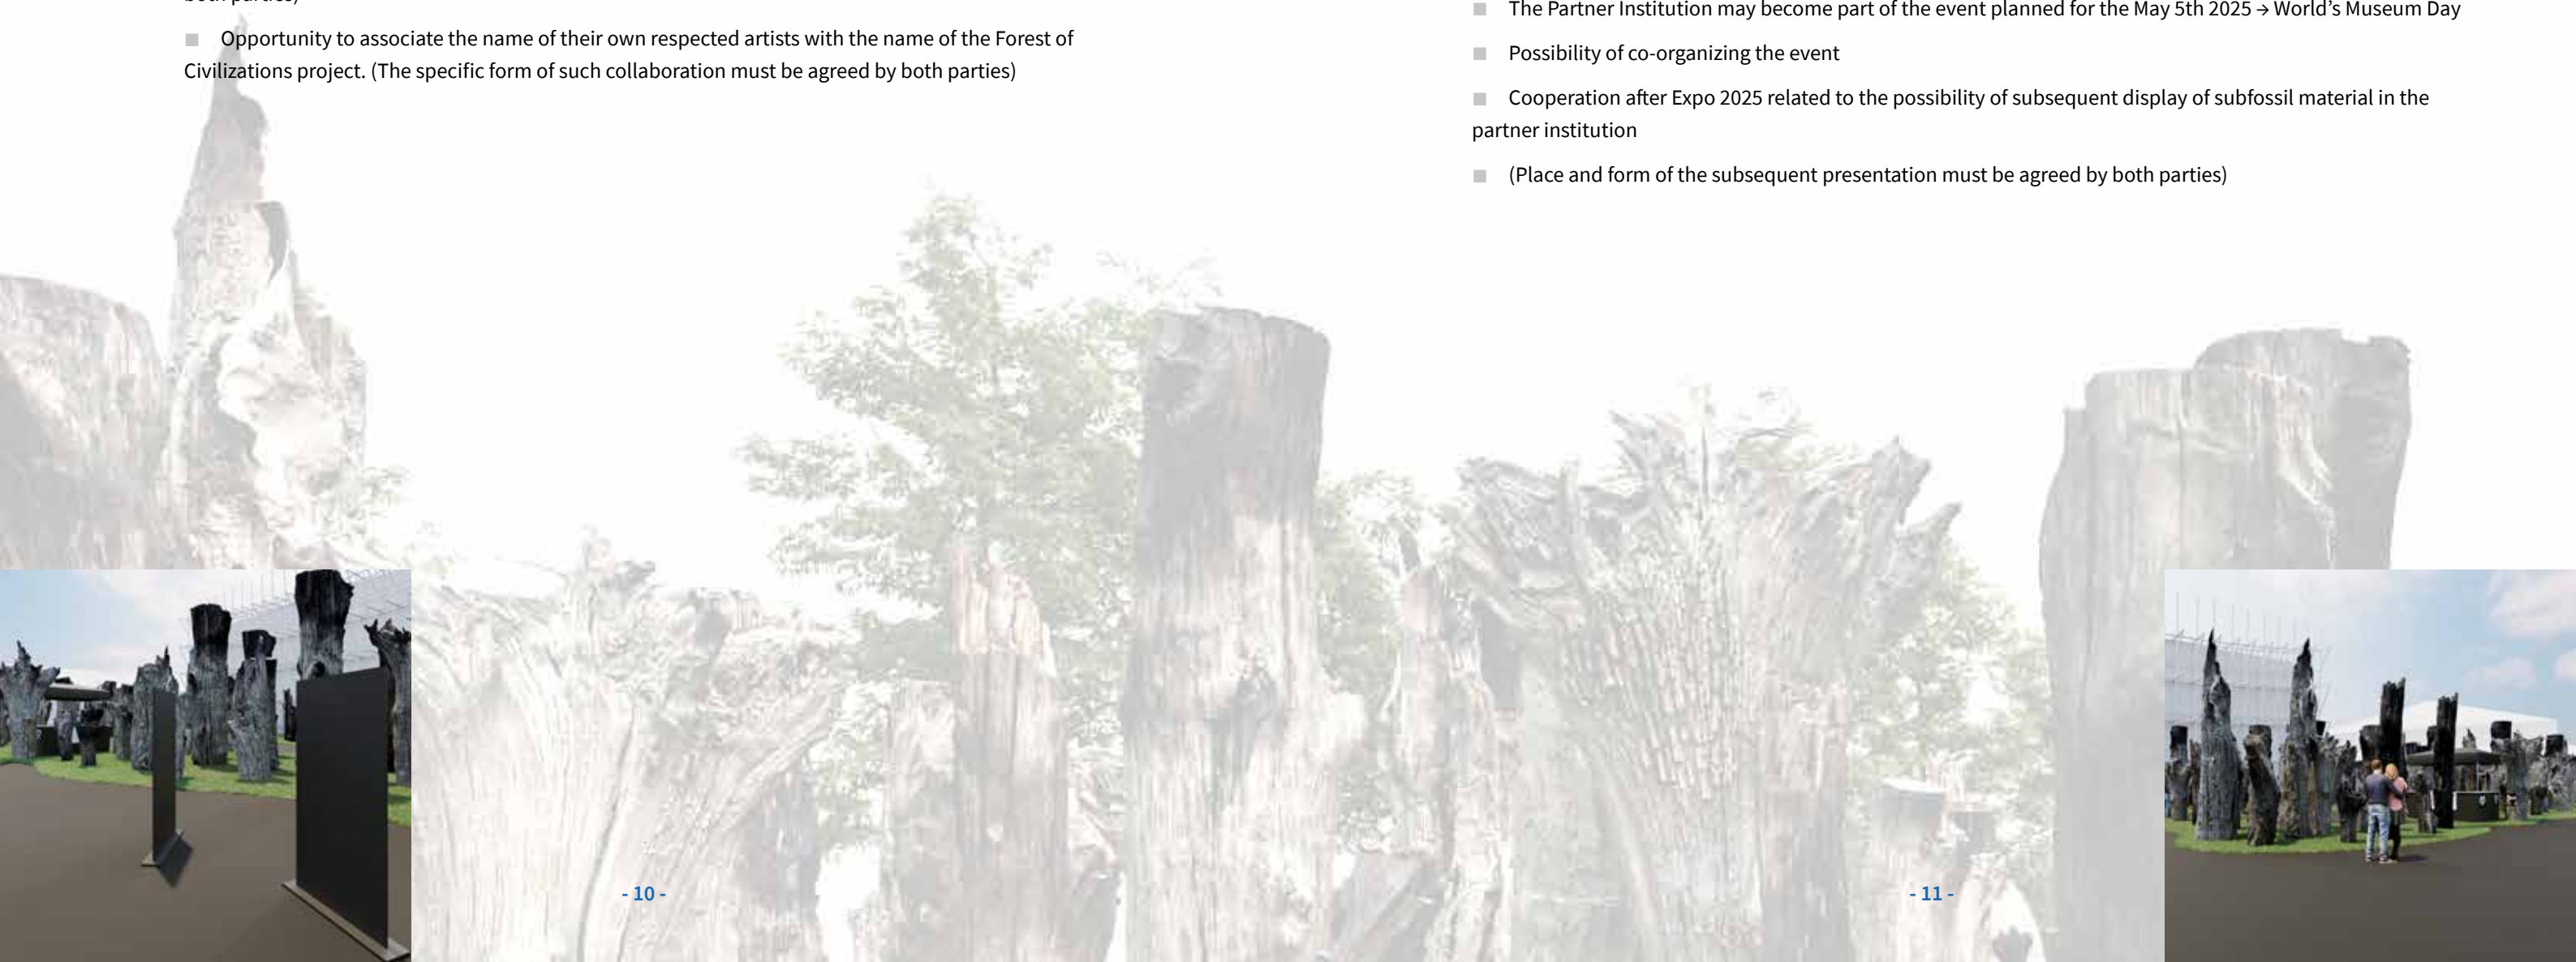 both parties)
■ Opportunity to associate the name of their own respected artists with the name of the Forest of
Civilizations project. (The specific form of such collaboration must be agreed by both parties)
- 10 -
■ The Partner Institution may become part of the event planned for the May 5th 2025 → World's Museum Day
■ Possibility of co-organizing the event
■ Cooperation after Expo 2025 related to the possibility of subsequent display of subfossil material in the
partner institution
■ (Place and form of the subsequent presentation must be agreed by both parties)
- 11 -